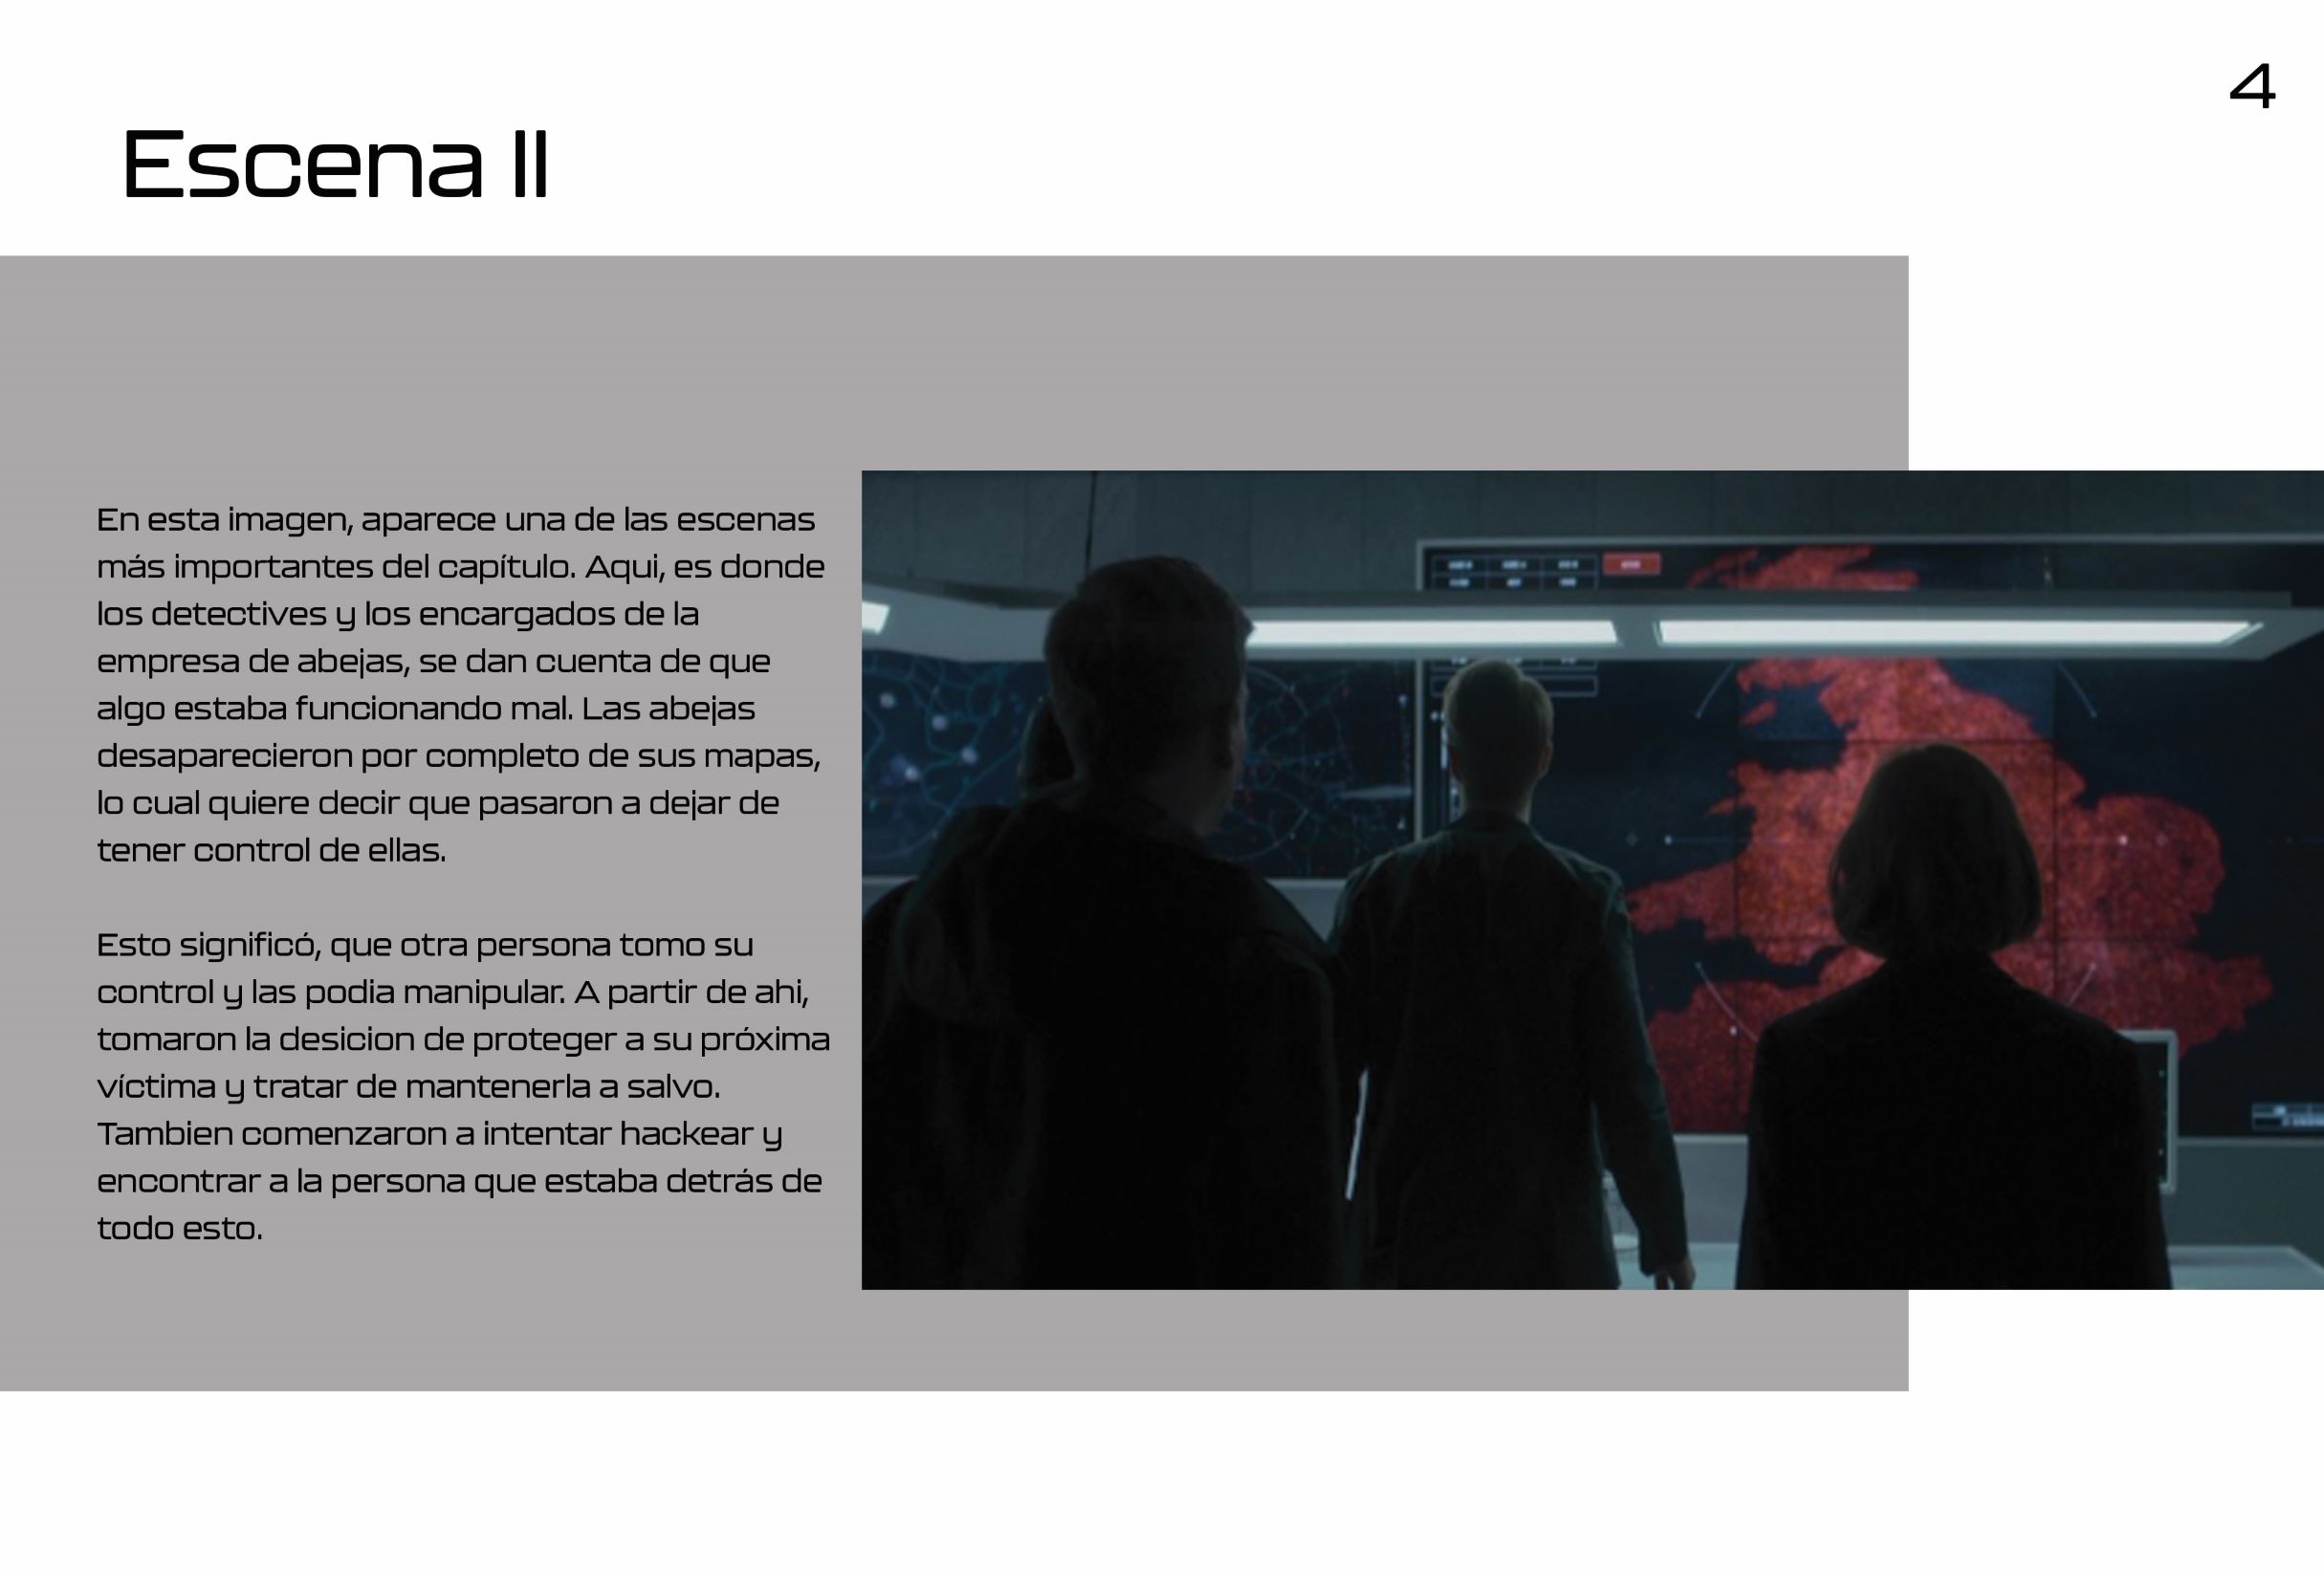 4
Escena II
En esta imagen, aparece una de las escenas
más importantes del capítulo. Aqui, es donde
los detectives y los encargados de la
empresa de abejas, se dan cuenta de que
algo estaba funcionando mal. Las abejas
desaparecieron por completo de sus mapas,
lo cual quiere decir que pasaron a dejar de
tener control de ellas.
Esto significó, que otra persona tomo su
control y las podia manipular. A partir de ahi,
tomaron la desicion de proteger a su próxima
víctima y tratar de mantenerla a salvo.
Tambien comenzaron a intentar hackear y
encontrar a la persona que estaba detrás de
todo esto.